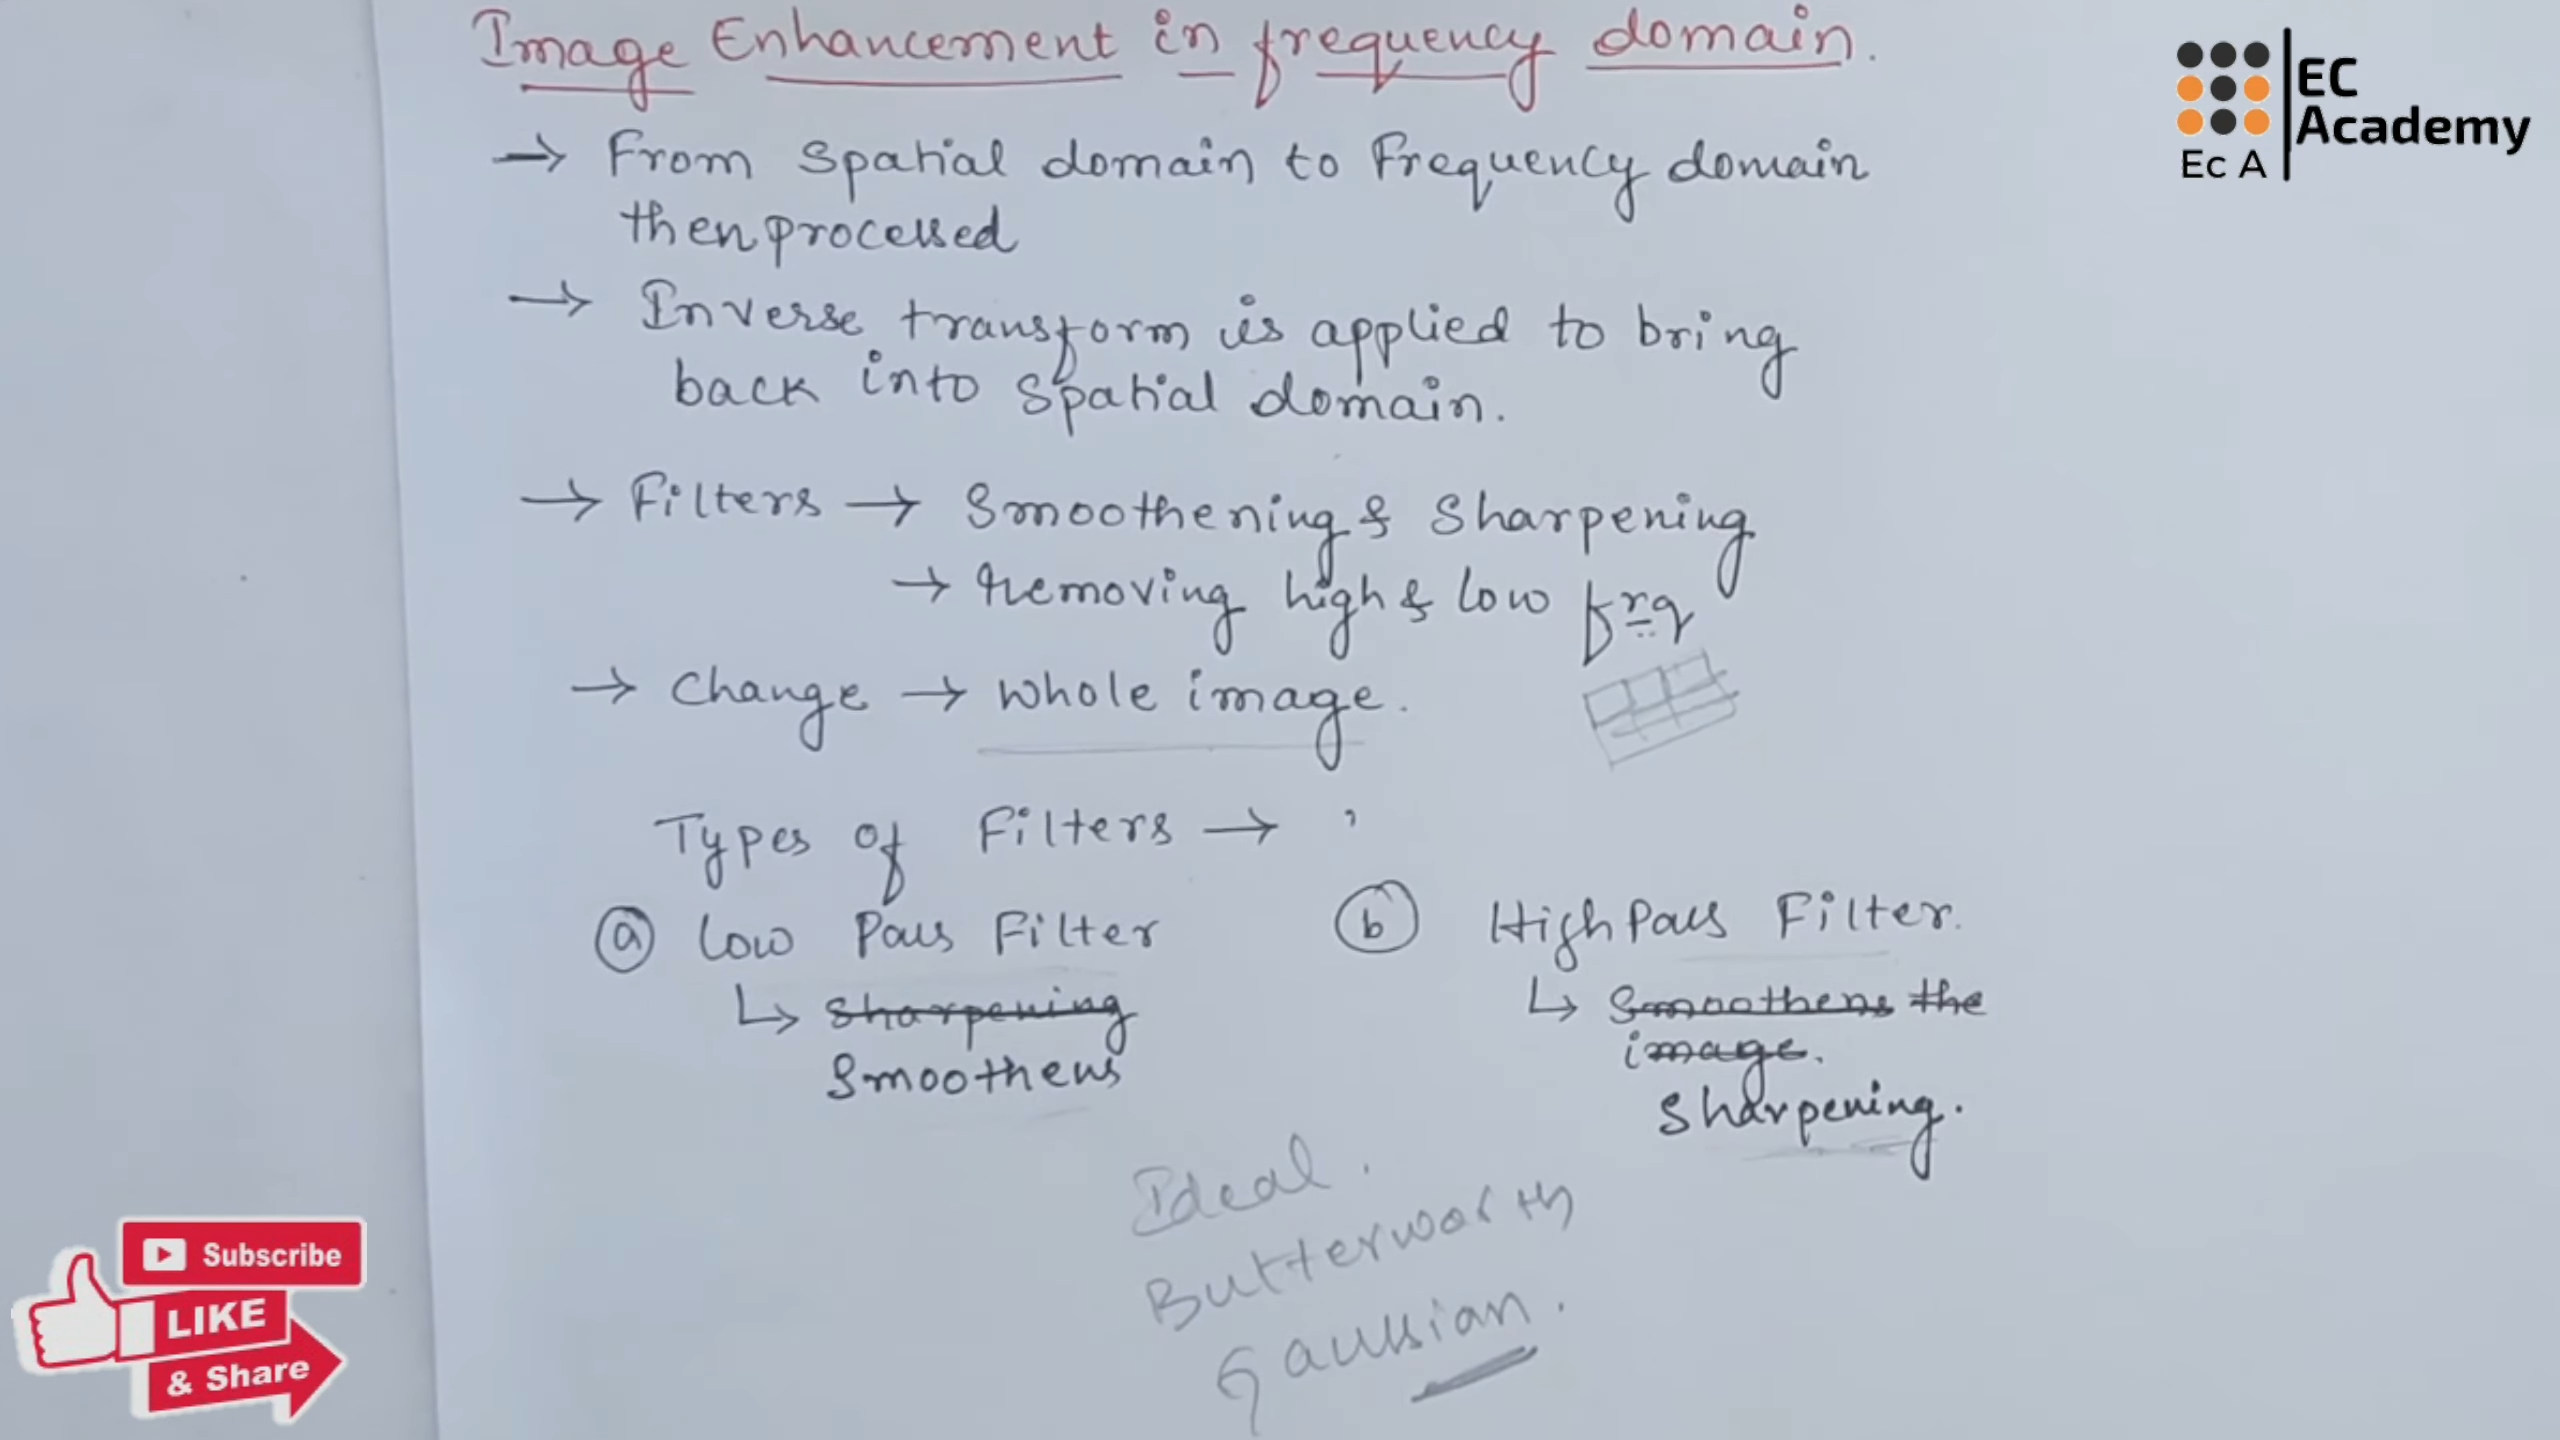 Image Enhancement in frequency domain.
→ From Spatial domain to Frequency domain
then processed
→ Inverse transform is applied to bring
back into Spatial domain.
→ Filters → Smoothening & Sharpening
→ Removing high & low frq
→ Change → Whole image.
Types of Filters →
(a) Low Pass Filter
↳ Sharpening
Smoothens
(b) High Pass Filter.
↳ Smoothens the
image.
Sharpening.
Ideal.
Butterworth
Gaussian.
EC
Academy
Ec A
Subscribe
LIKE
& Share